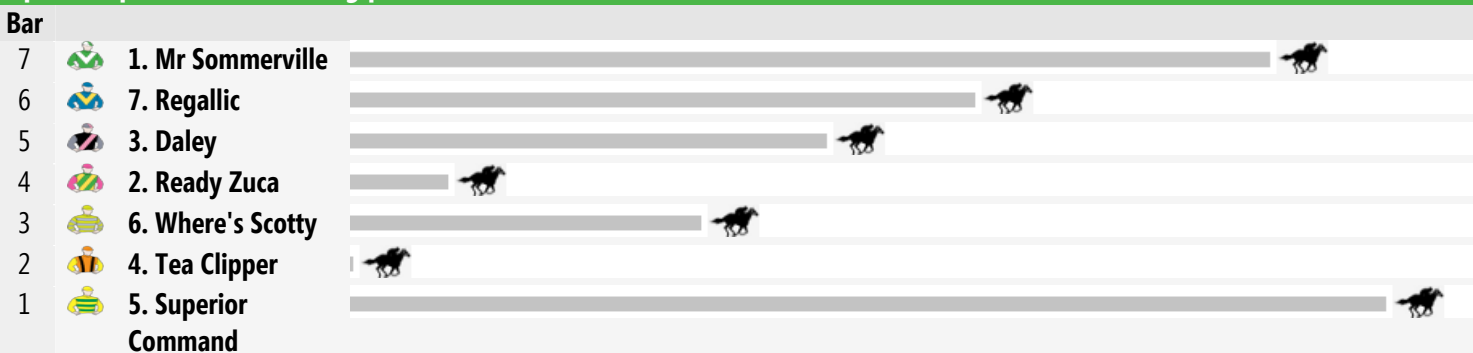 Bar
7 1. Mr Sommerville
6 7. Regallic
5 3. Daley
4 2. Ready Zuca
3 6. Where's Scotty
2 4. Tea Clipper
1 5. Superior
Command